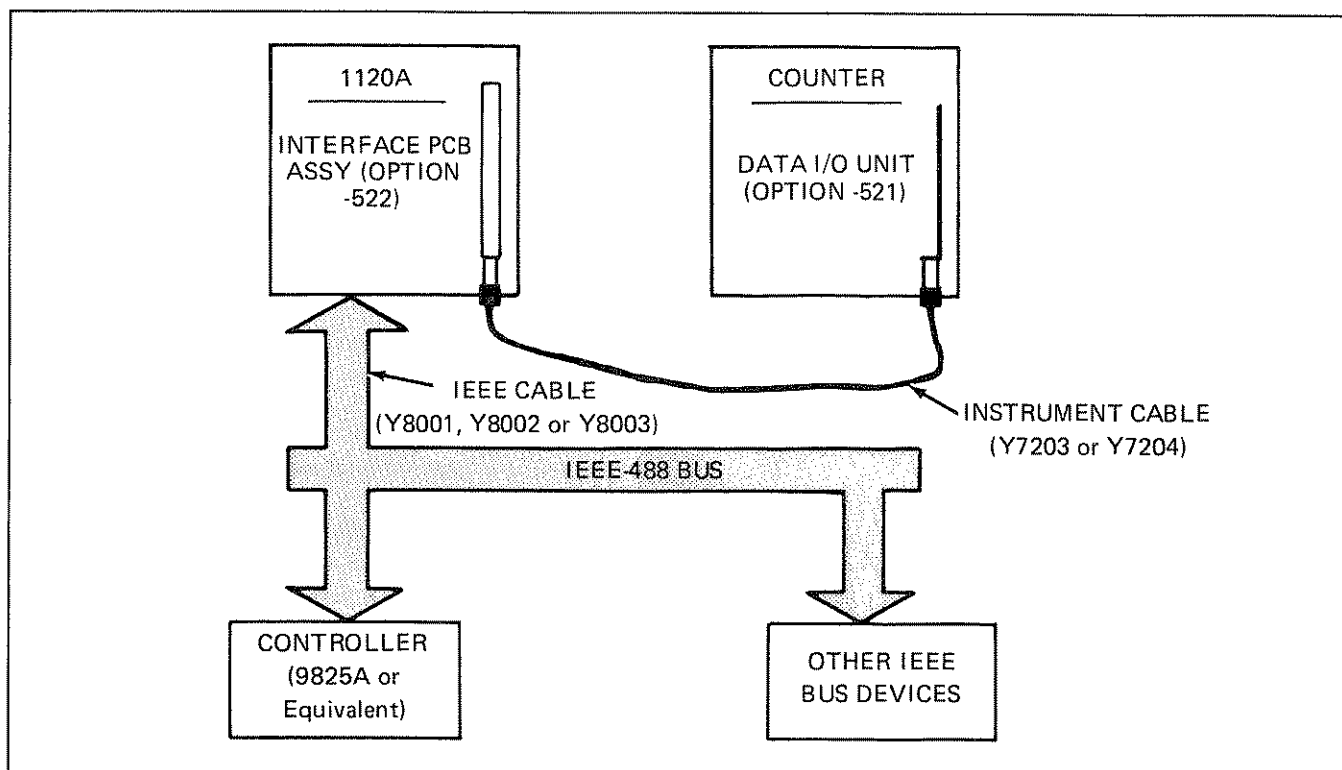 1120A
INTERFACE PCB
ASSY (OPTION
-522)
COUNTER
DATA I/O UNIT
(OPTION -521)
IEEE CABLE
(Y8001, Y8002 or Y8003)
INSTRUMENT CABLE
(Y7203 or Y7204)
IEEE-488 BUS
CONTROLLER
(9825A or
Equivalent)
OTHER IEEE
BUS DEVICES